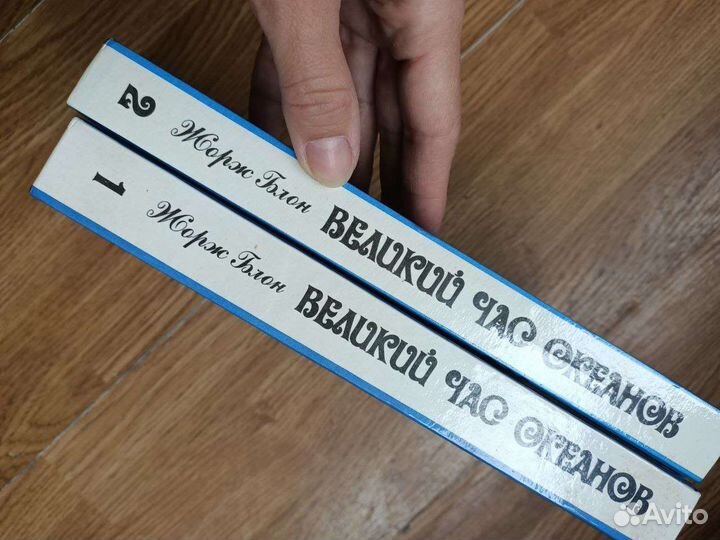 2 Жорж Блон ВЕЛИКИЙ ЧАС ОКЕАНОВ
1 Жорж Блон ВЕЛИКИЙ ЧАС ОКЕАНОВ
Avito